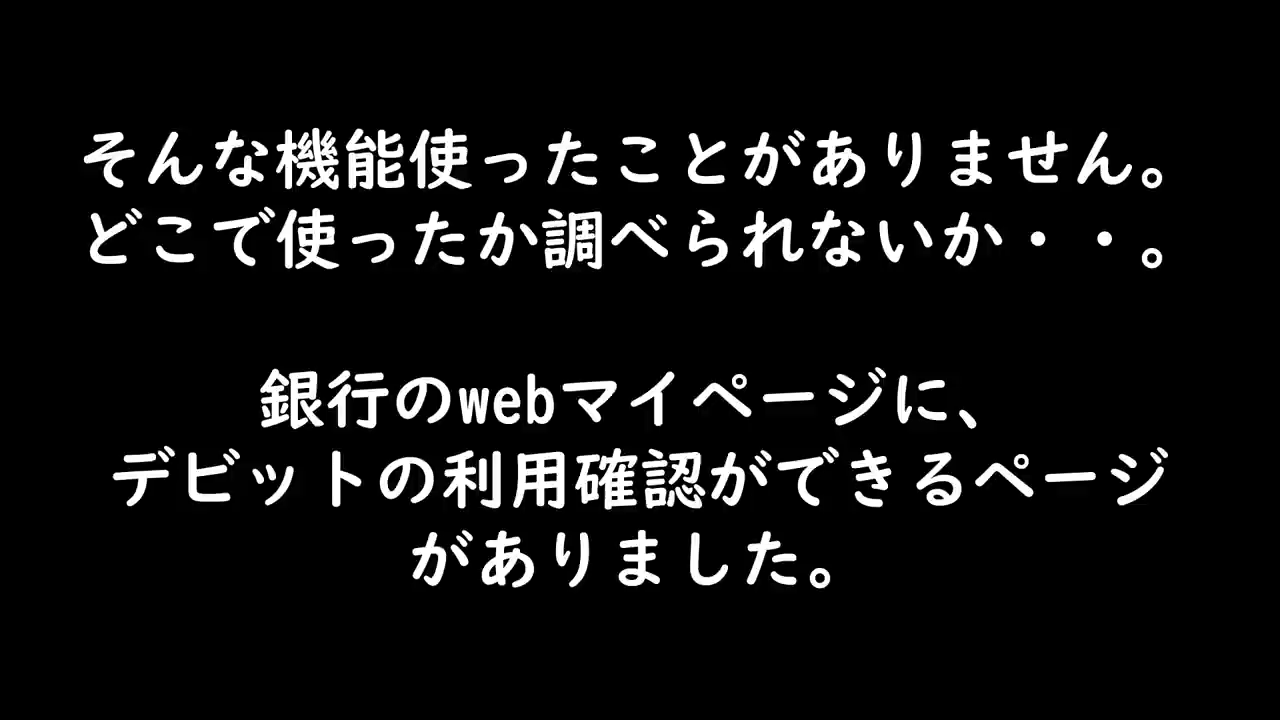 そんな機能使ったことがありません。
どこで使ったか調べられないか・・。
銀行のwebマイページに、
デビットの利用確認ができるページ
がありました。